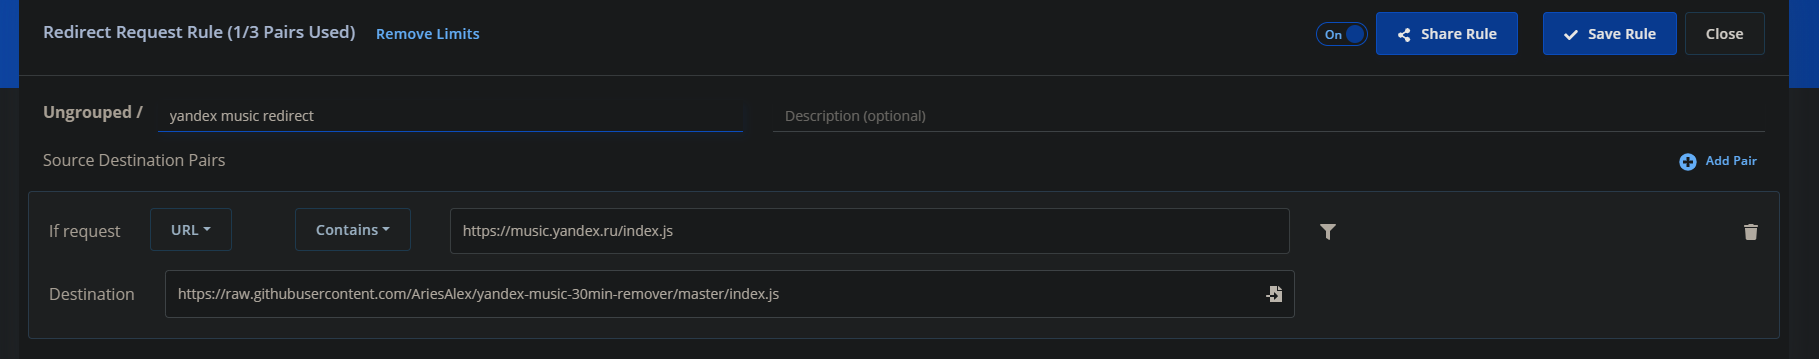 Redirect Request Rule (1/3 Pairs Used) Remove Limits On Share Rule Save Rule Close
Ungrouped / yandex music redirect Description (optional)
Source Destination Pairs Add Pair
If request URL Contains https://music.yandex.ru/index.js
Destination https://raw.githubusercontent.com/AriesAlex/yandex-music-30min-remover/master/index.js